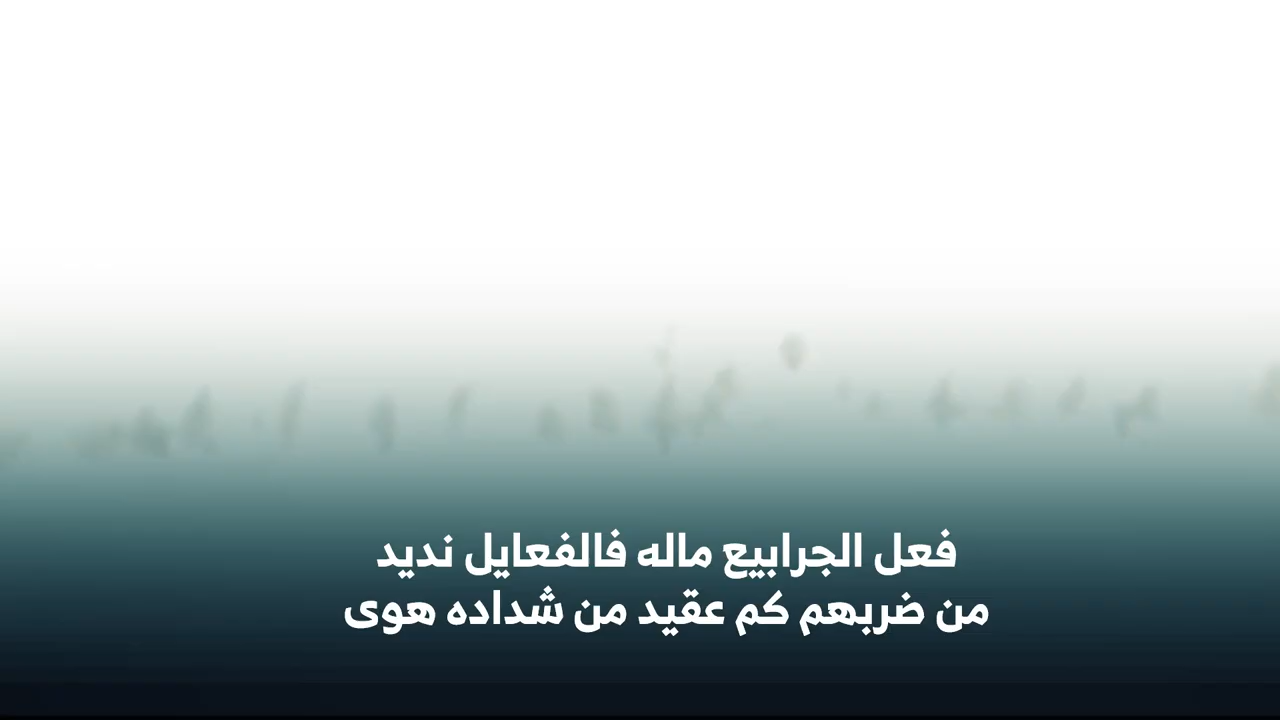 فعل الجرابيع ماله فالفعايل نديد
من ضربهم كم عقيد من شداده هوى